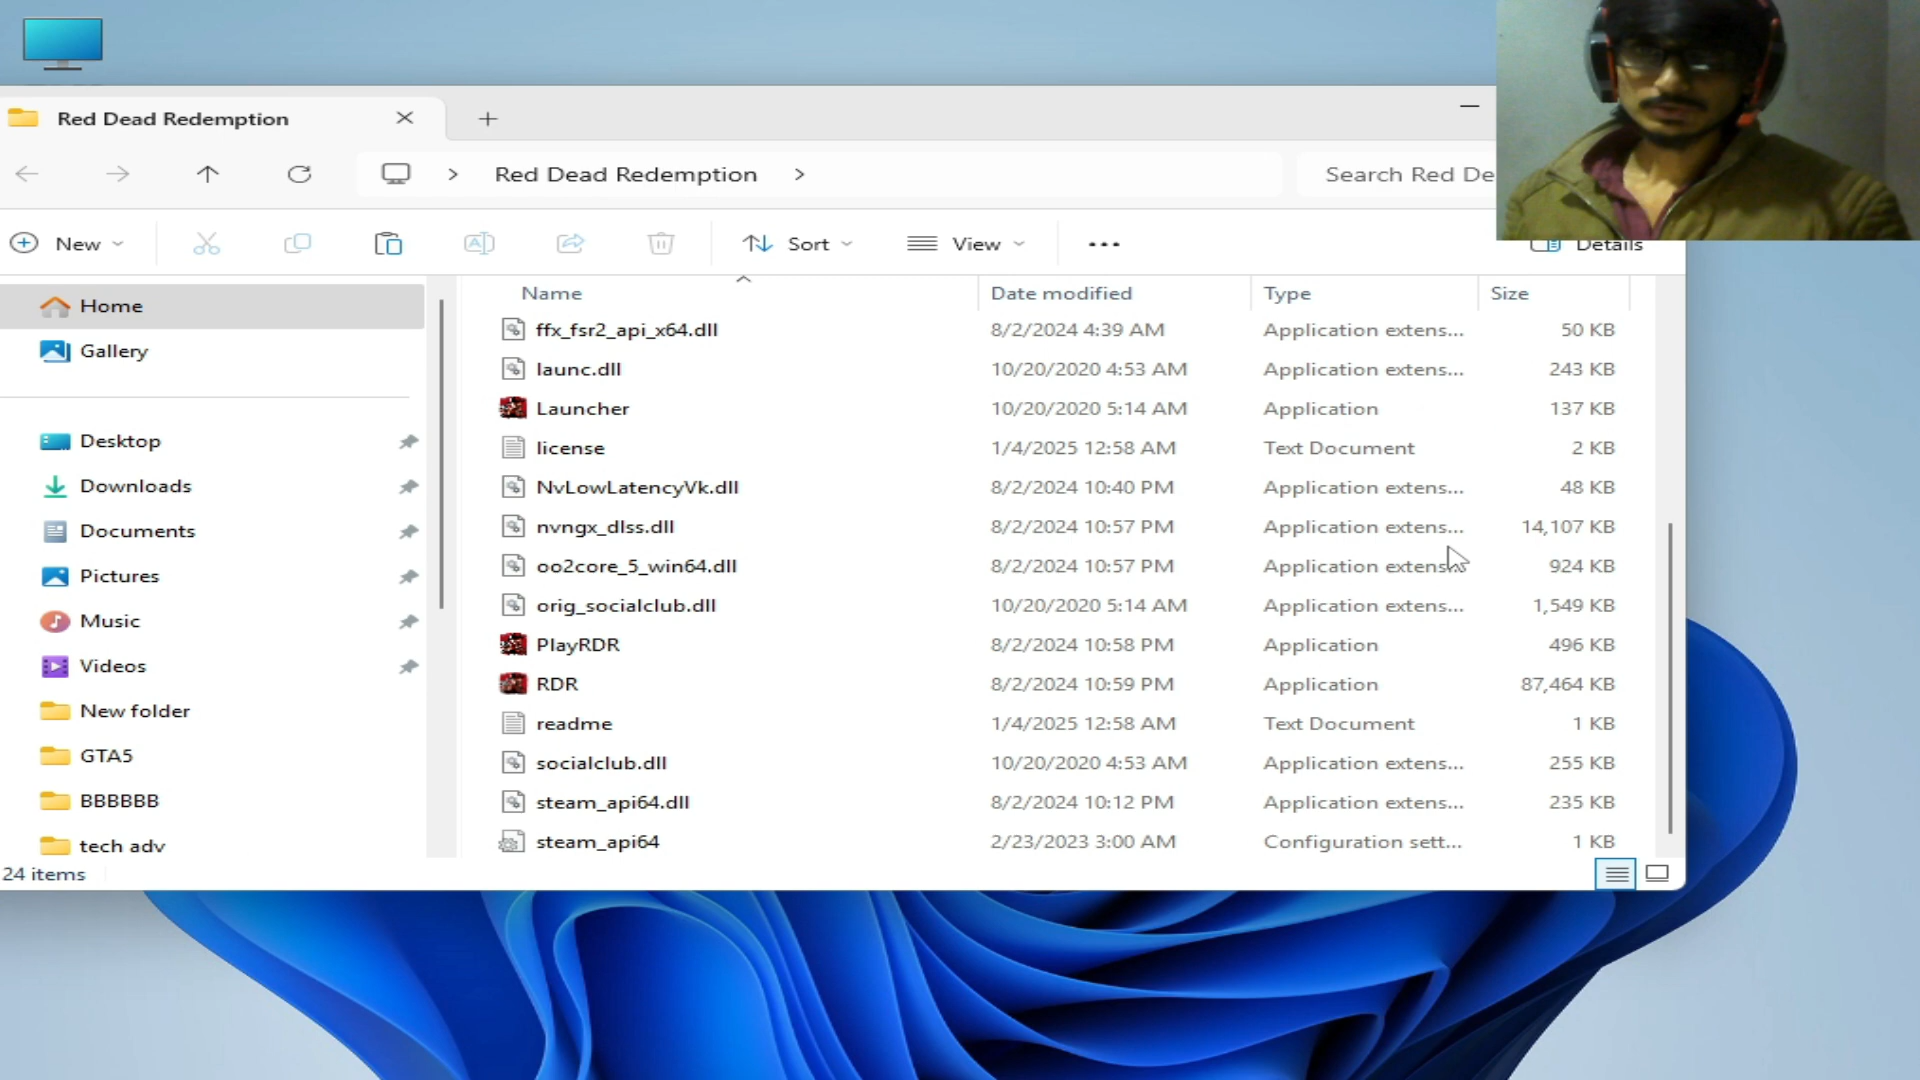 Red Dead Redemption
Red Dead Redemption
Search Red De
New
Sort
View
Details
Name Date modified Type Size
Home
Gallery
Desktop
Downloads
Documents
Pictures
Music
Videos
New folder
GTA5
BBBBBB
tech adv
ffx_fsr2_api_x64.dll 8/2/2024 4:39 AM Application extens... 50 KB
launc.dll 10/20/2020 4:53 AM Application extens... 243 KB
Launcher 10/20/2020 5:14 AM Application 137 KB
license 1/4/2025 12:58 AM Text Document 2 KB
NvLowLatencyVk.dll 8/2/2024 10:40 PM Application extens... 48 KB
nvngx_dlss.dll 8/2/2024 10:57 PM Application extens... 14,107 KB
oo2core_5_win64.dll 8/2/2024 10:57 PM Application extens... 924 KB
orig_socialclub.dll 10/20/2020 5:14 AM Application extens... 1,549 KB
PlayRDR 8/2/2024 10:58 PM Application 496 KB
RDR 8/2/2024 10:59 PM Application 87,464 KB
readme 1/4/2025 12:58 AM Text Document 1 KB
socialclub.dll 10/20/2020 4:53 AM Application extens... 255 KB
steam_api64.dll 8/2/2024 10:12 PM Application extens... 235 KB
steam_api64 2/23/2023 3:00 AM Configuration sett... 1 KB
24 items